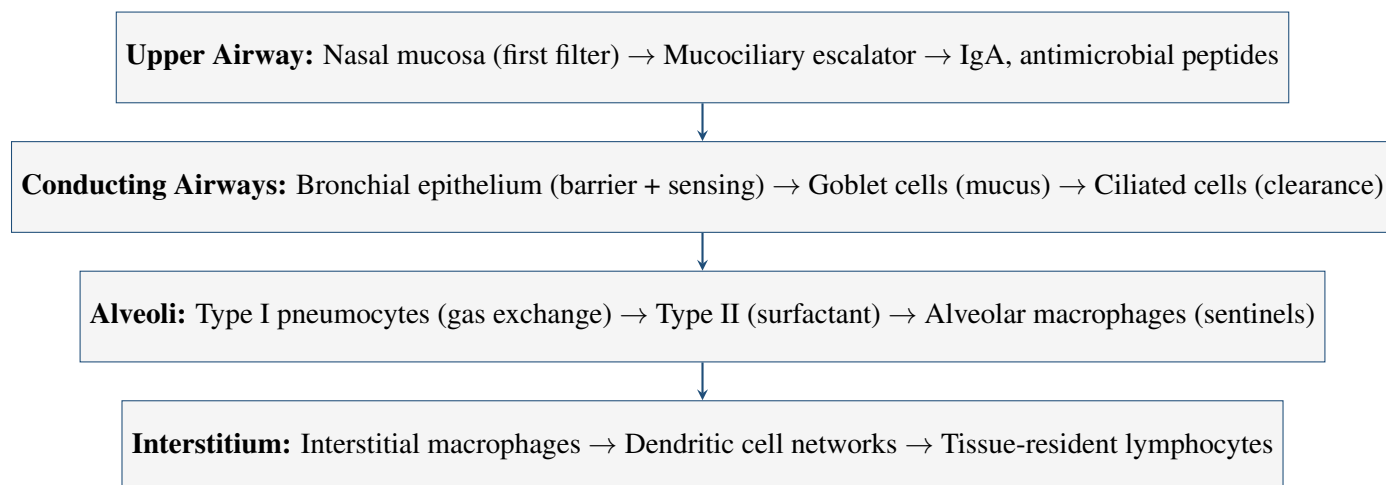 Upper Airway: Nasal mucosa (first filter) → Mucociliary escalator → IgA, antimicrobial peptides
Conducting Airways: Bronchial epithelium (barrier + sensing) → Goblet cells (mucus) → Ciliated cells (clearance)
Alveoli: Type I pneumocytes (gas exchange) → Type II (surfactant) → Alveolar macrophages (sentinels)
Interstitium: Interstitial macrophages → Dendritic cell networks → Tissue-resident lymphocytes